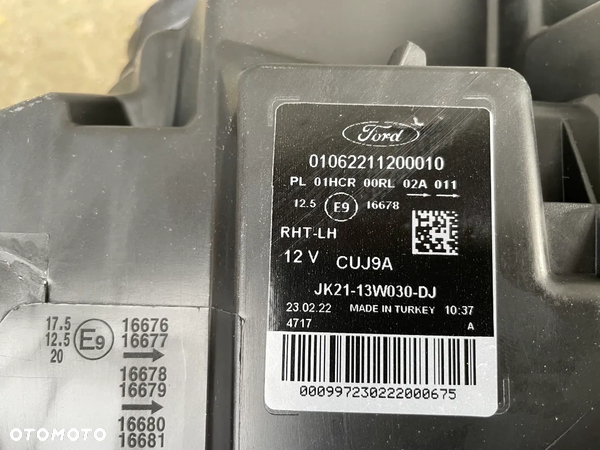 Ford
01062211200010
PL 01HCR 00RL 02A 011
12.5 E9 16678
RHT-LH
12 V CUJ9A
JK21-13W030-DJ
23.02.22 MADE IN TURKEY 10:37
4717 A
000997230222000675
17.5
12.5
20
E9
16676
16677
16678
16679
16680
16681
OTOMOTO